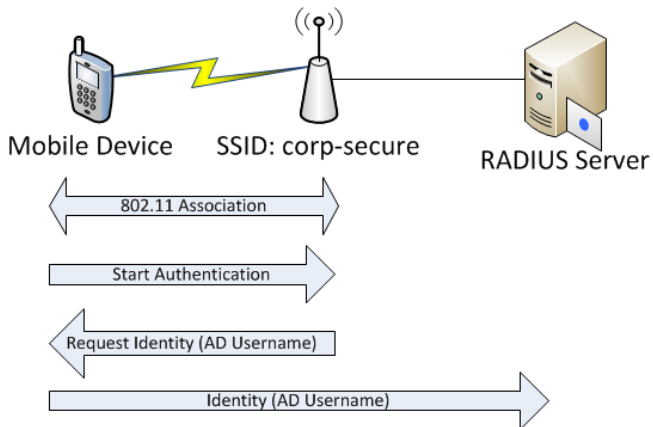 Mobile Device
SSID: corp-secure
RADIUS Server
802.11 Association
Start Authentication
Request Identity (AD Username)
Identity (AD Username)